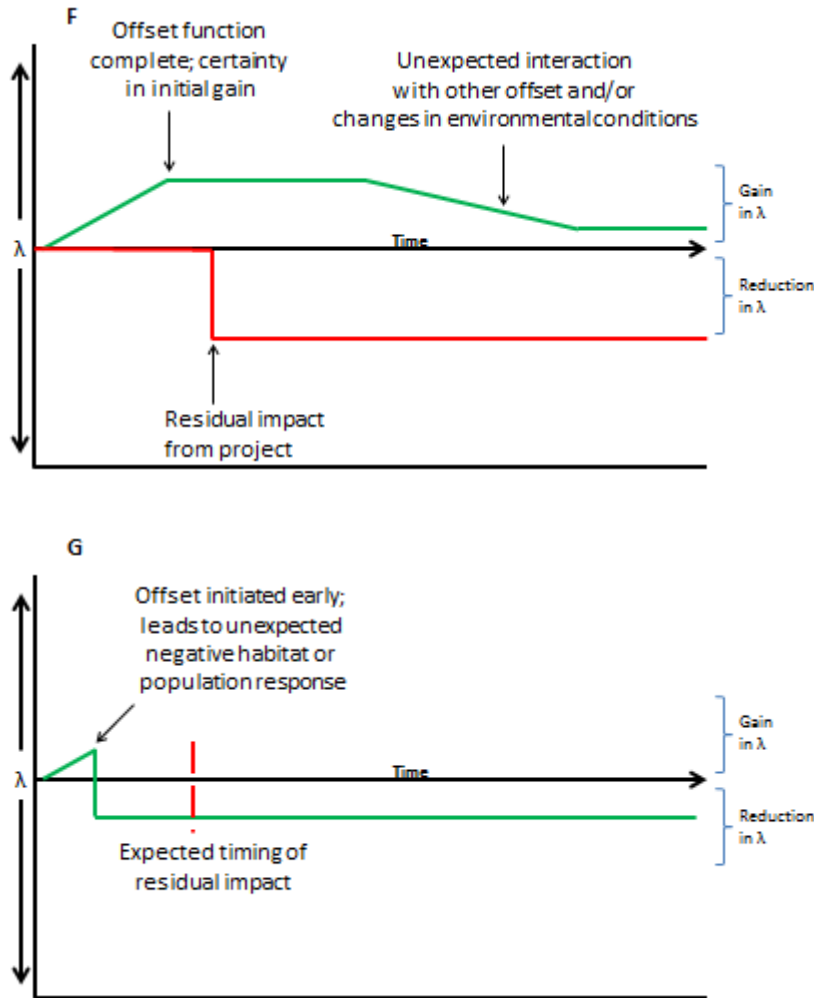 F
Offset function
complete; certainty
in initial gain
Unexpected interaction
with other offset and/or
changes in environmental conditions
Gain
in λ
λ
Time
Reduction
in λ
Residual impact
from project
G
Offset initiated early;
leads to unexpected
negative habitat or
population response
Gain
in λ
λ
Time
Reduction
in λ
Expected timing of
residual impact